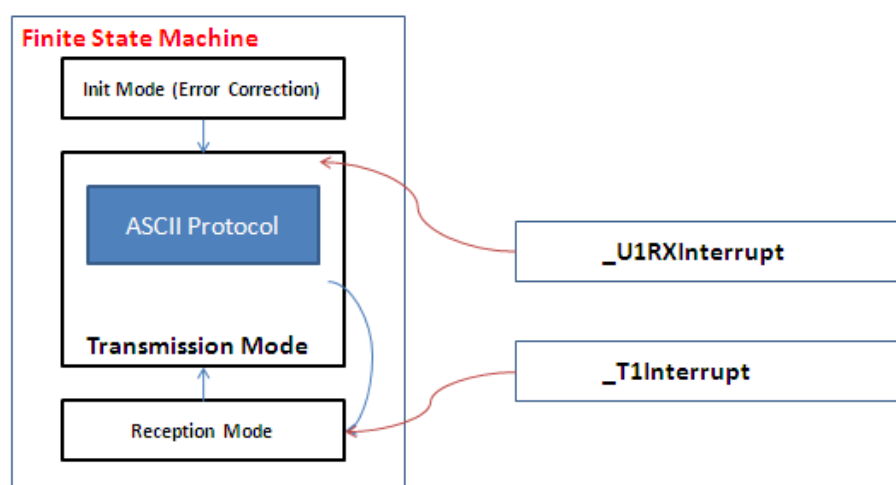 Finite State Machine
Init Mode (Error Correction)
ASCII Protocol
Transmission Mode
Reception Mode
_U1RXInterrupt
_T1Interrupt